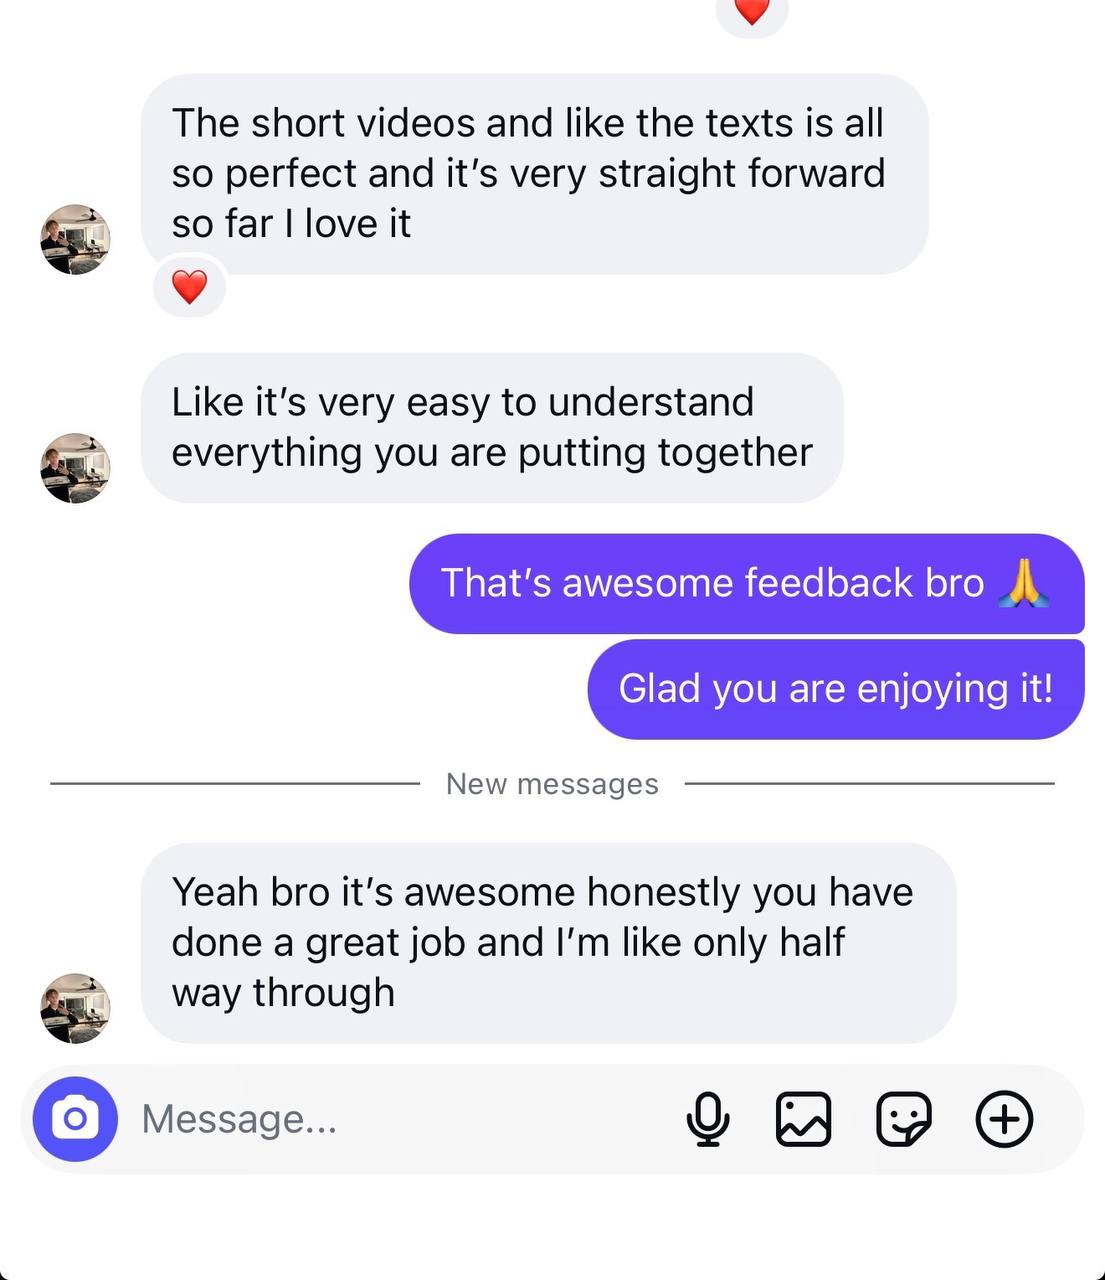 The short videos and like the texts is all
so perfect and it’s very straight forward
so far I love it
Like it’s very easy to understand
everything you are putting together
That’s awesome feedback bro 🙏
Glad you are enjoying it!
New messages
Yeah bro it’s awesome honestly you have
done a great job and I’m like only half
way through
Message...